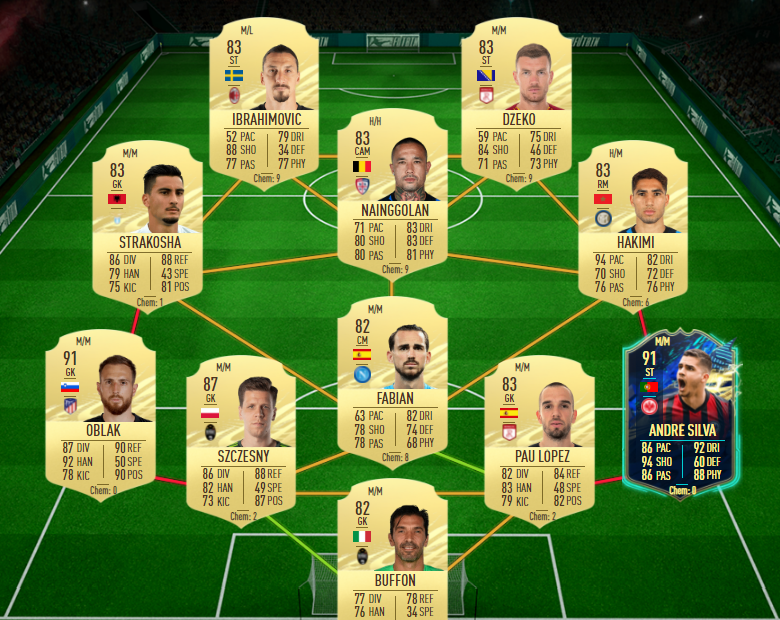 M/L
83
ST
IBRAHIMOVIC
52 PAC 79 DRI
88 SHO 34 DEF
77 PAS 77 PHY
Chem: 9
M/M
83
ST
DZEKO
59 PAC 75 DRI
84 SHO 46 DEF
71 PAS 73 PHY
Chem: 9
M/M
83
GK
STRAKOSHA
86 DIV 88 REF
79 HAN 43 SPE
75 KIC 81 POS
Chem: 1
H/H
83
CAM
NAINGGOLAN
71 PAC 83 DRI
80 SHO 83 DEF
80 PAS 81 PHY
Chem: 9
H/M
83
RM
HAKIMI
94 PAC 82 DRI
70 SHO 72 DEF
76 PAS 76 PHY
Chem: 6
M/M
91
GK
OBLAK
87 DIV 90 REF
92 HAN 50 SPE
78 KIC 90 POS
Chem: 0
M/M
87
GK
SZCZESNY
86 DIV 88 REF
82 HAN 49 SPE
73 KIC 87 POS
Chem: 2
M/M
82
CM
FABIAN
63 PAC 82 DRI
78 SHO 74 DEF
78 PAS 68 PHY
Chem: 8
M/M
83
GK
PAU LOPEZ
82 DIV 84 REF
83 HAN 48 SPE
79 KIC 82 POS
Chem: 2
M/M
91
ST
ANDRE SILVA
86 PAC 92 DRI
94 SHO 60 DEF
86 PAS 88 PHY
Chem: 0
M/M
82
GK
BUFFON
77 DIV 78 REF
76 HAN 34 SPE